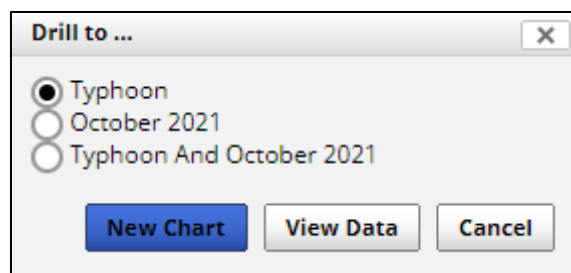 Drill to ...
Typhoon
October 2021
Typhoon And October 2021
New Chart View Data Cancel